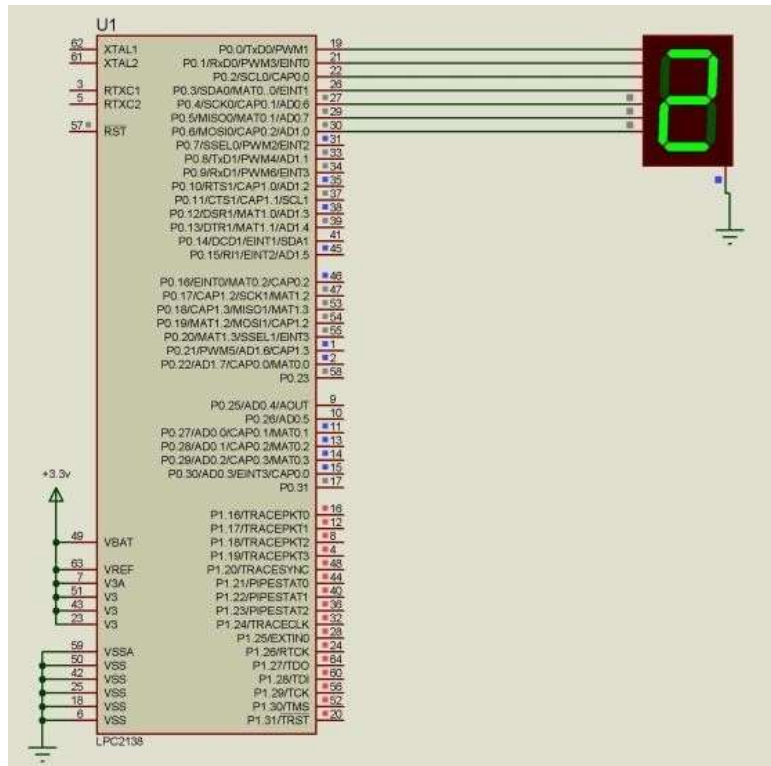 U1
62 XTAL1 P0.0/TxD0/PWM1 19
61 XTAL2 P0.1/RxD0/PWM3/EINT0 21
P0.2/SCL0/CAP0.0 22
3 RTXC1 P0.3/SDA0/MAT0..0/EINT1 26
5 RTXC2 P0.4/SCK0/CAP0.1/AD0.6 27
P0.5/MISO0/MAT0.1/AD0.7 29
57 RST P0.6/MOSI0/CAP0.2/AD1.0 30
P0.7/SSEL0/PWM2/EINT2 31
P0.8/TxD1/PWM4/AD1.1 33
P0.9/RxD1/PWM6/EINT3 34
P0.10/RTS1/CAP1.0/AD1.2 35
P0.11/CTS1/CAP1.1/SCL1 37
P0.12/DSR1/MAT1.0/AD1.3 38
P0.13/DTR1/MAT1.1/AD1.4 39
P0.14/DCD1/EINT1/SDA1 41
P0.15/RI1/EINT2/AD1.5 45
P0.16/EINT0/MAT0.2/CAP0.2 46
P0.17/CAP1.2/SCK1/MAT1.2 47
P0.18/CAP1.3/MISO1/MAT1.3 53
P0.19/MAT1.2/MOSI1/CAP1.2 54
P0.20/MAT1.3/SSEL1/EINT3 55
P0.21/PWM5/AD1.6/CAP1.3 1
P0.22/AD1.7/CAP0.0/MAT0.0 2
P0.23 58
P0.25/AD0.4/AOUT 9
P0.26/AD0.5 10
P0.27/AD0.0/CAP0.1/MAT0.1 11
P0.28/AD0.1/CAP0.2/MAT0.2 13
P0.29/AD0.2/CAP0.3/MAT0.3 14
P0.30/AD0.3/EINT3/CAP0.0 15
P0.31 17
+3.3v
P1.16/TRACEPKT0 16
P1.17/TRACEPKT1 12
49 VBAT P1.18/TRACEPKT2 8
P1.19/TRACEPKT3 4
63 VREF P1.20/TRACESYNC 48
7 V3A P1.21/PIPESTAT0 44
51 V3 P1.22/PIPESTAT1 40
43 V3 P1.23/PIPESTAT2 36
23 V3 P1.24/TRACECLK 32
P1.25/EXTIN0 28
59 VSSA P1.26/RTCK 24
50 VSS P1.27/TDO 64
42 VSS P1.28/TDI 60
25 VSS P1.29/TCK 56
18 VSS P1.30/TMS 52
6 VSS P1.31/TRST 20
LPC2138
2